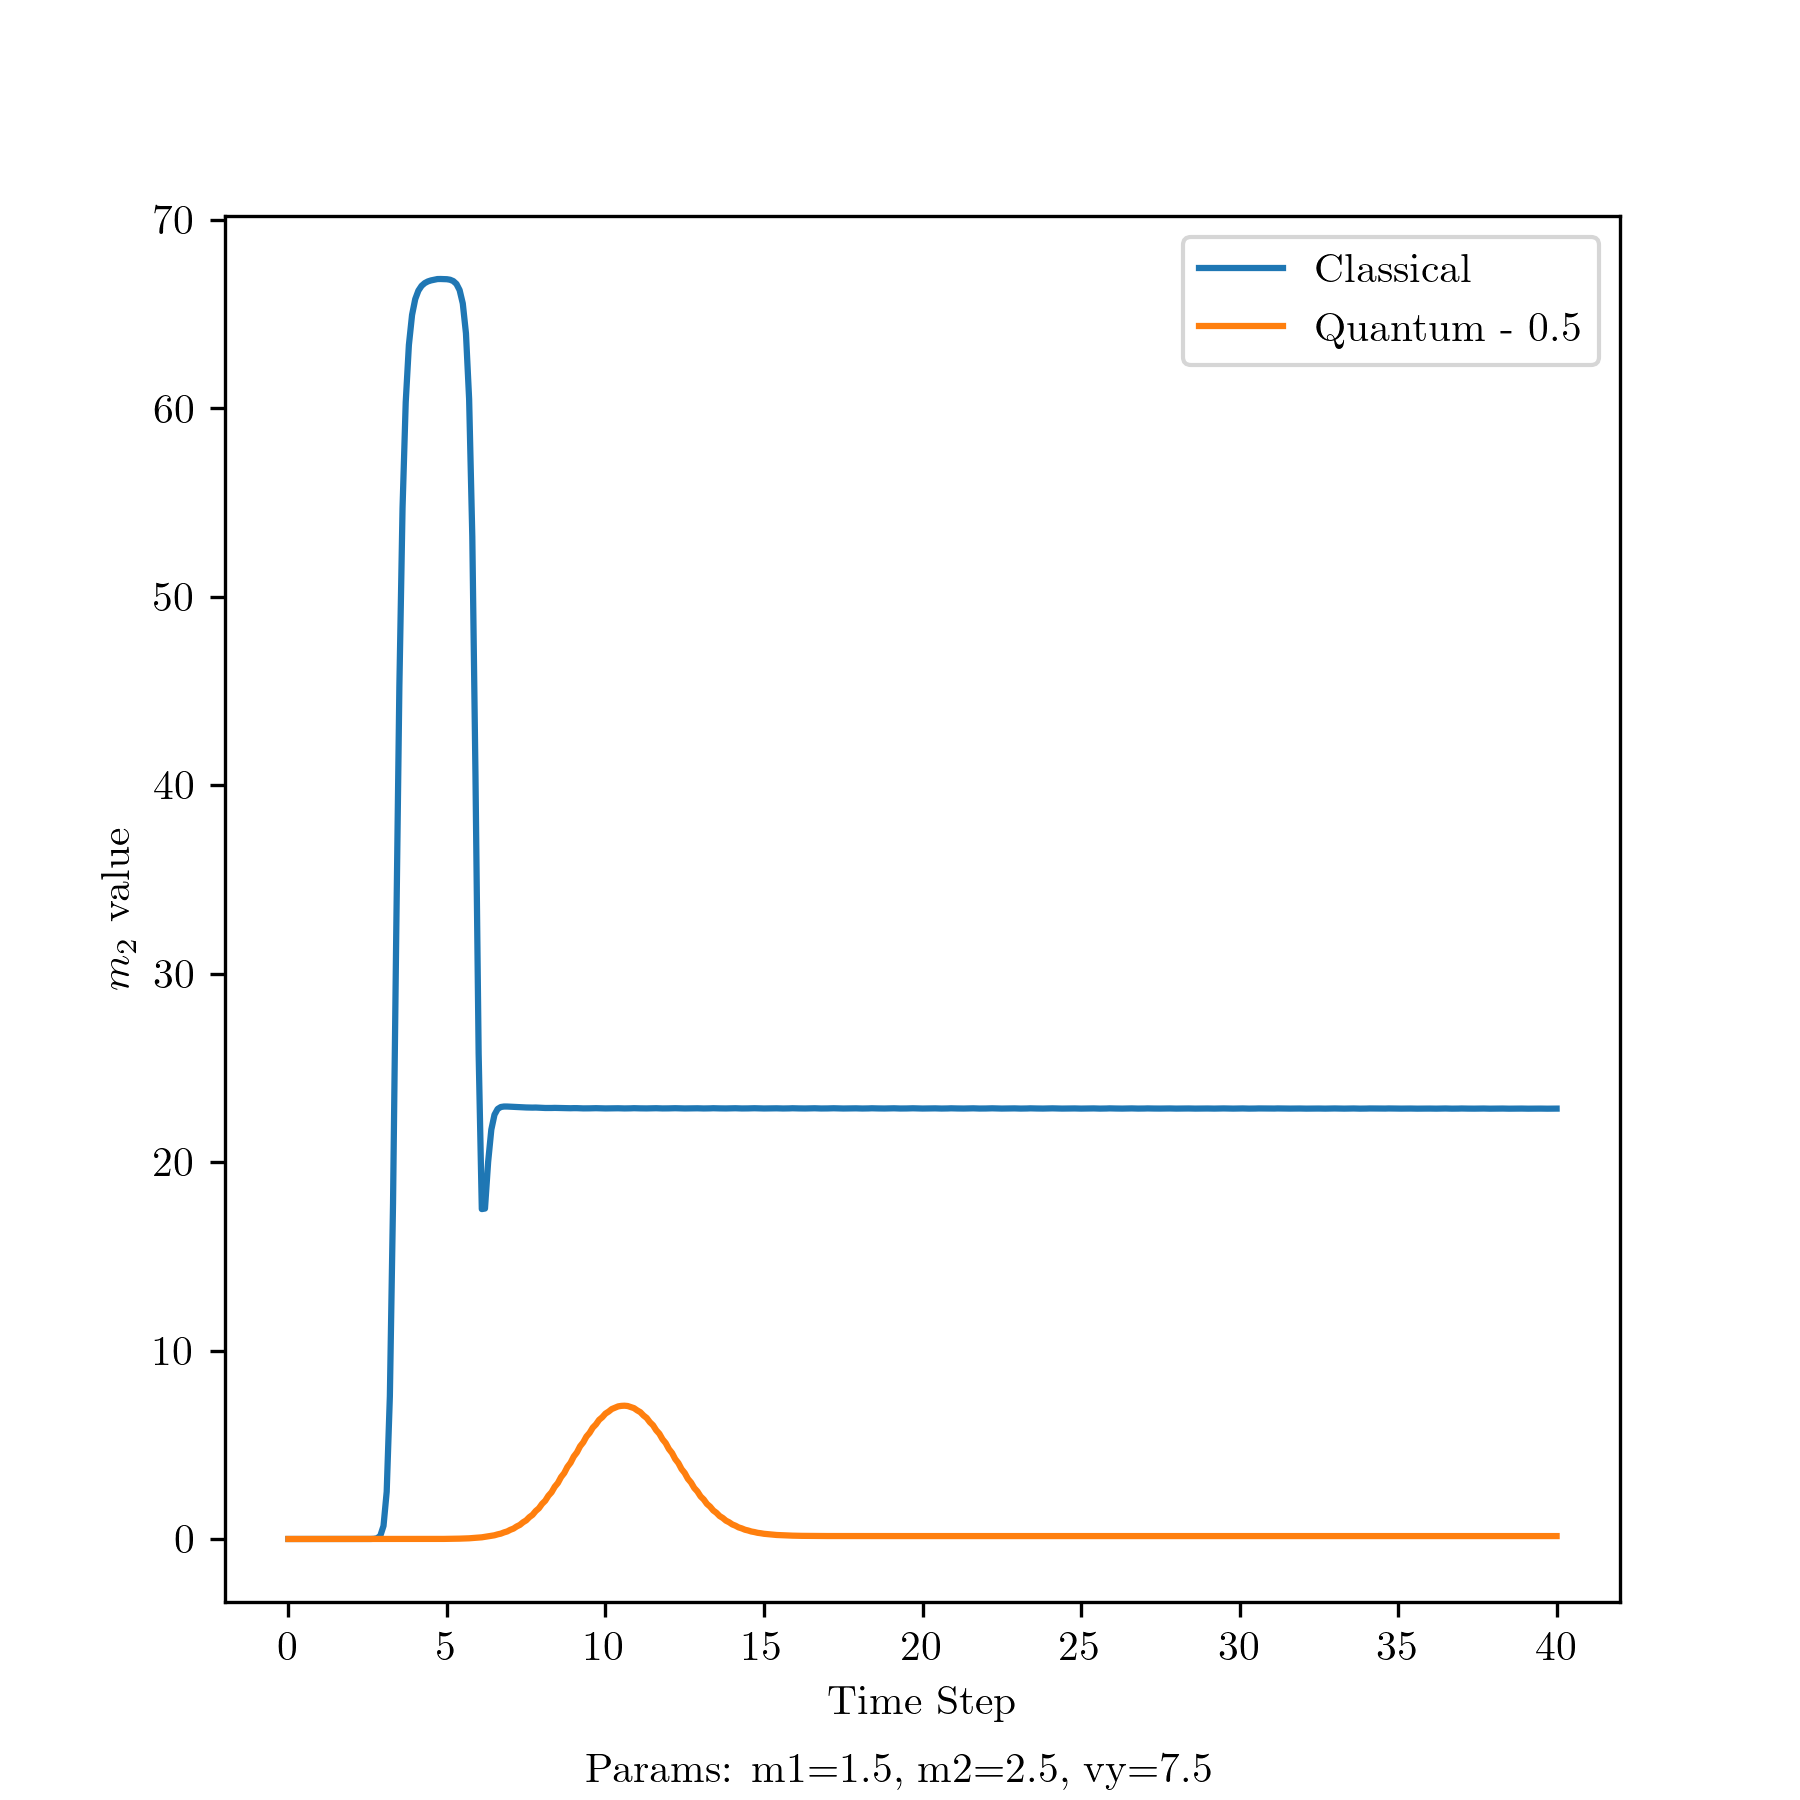 70
60
50
40
30
20
10
0
m₂ value
Classical
Quantum - 0.5
0 5 10 15 20 25 30 35 40
Time Step
Params: m1=1.5, m2=2.5, vy=7.5